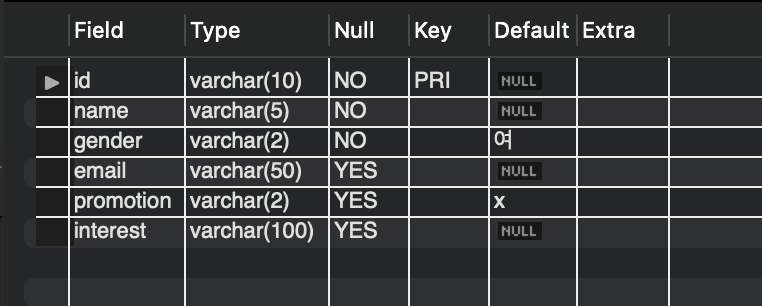 Field Type Null Key Default Extra
id varchar(10) NO PRI NULL
name varchar(5) NO NULL
gender varchar(2) NO 여
email varchar(50) YES NULL
promotion varchar(2) YES x
interest varchar(100) YES NULL